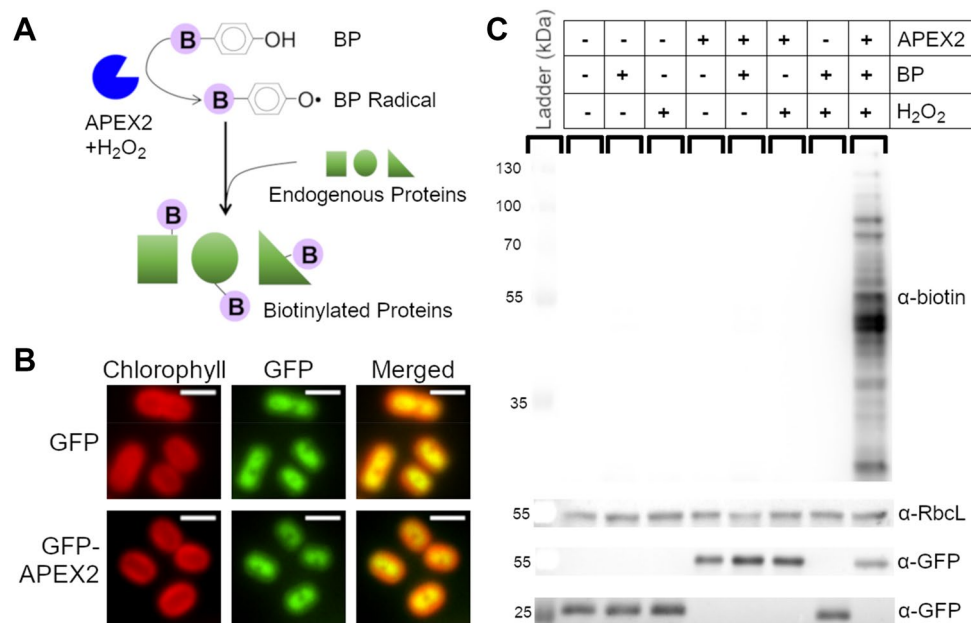 A
B OH BP
B O• BP Radical
APEX2
+H₂O₂
Endogenous Proteins
B
B
B
Biotinylated Proteins
B
Chlorophyll GFP Merged
GFP
GFP-
APEX2
C
Ladder (kDa)
- - - + + + - + APEX2
- + - - + - + + BP
- - + - - + + + H₂O₂
130
100
70
55
35
α-biotin
55 α-RbcL
55 α-GFP
25 α-GFP